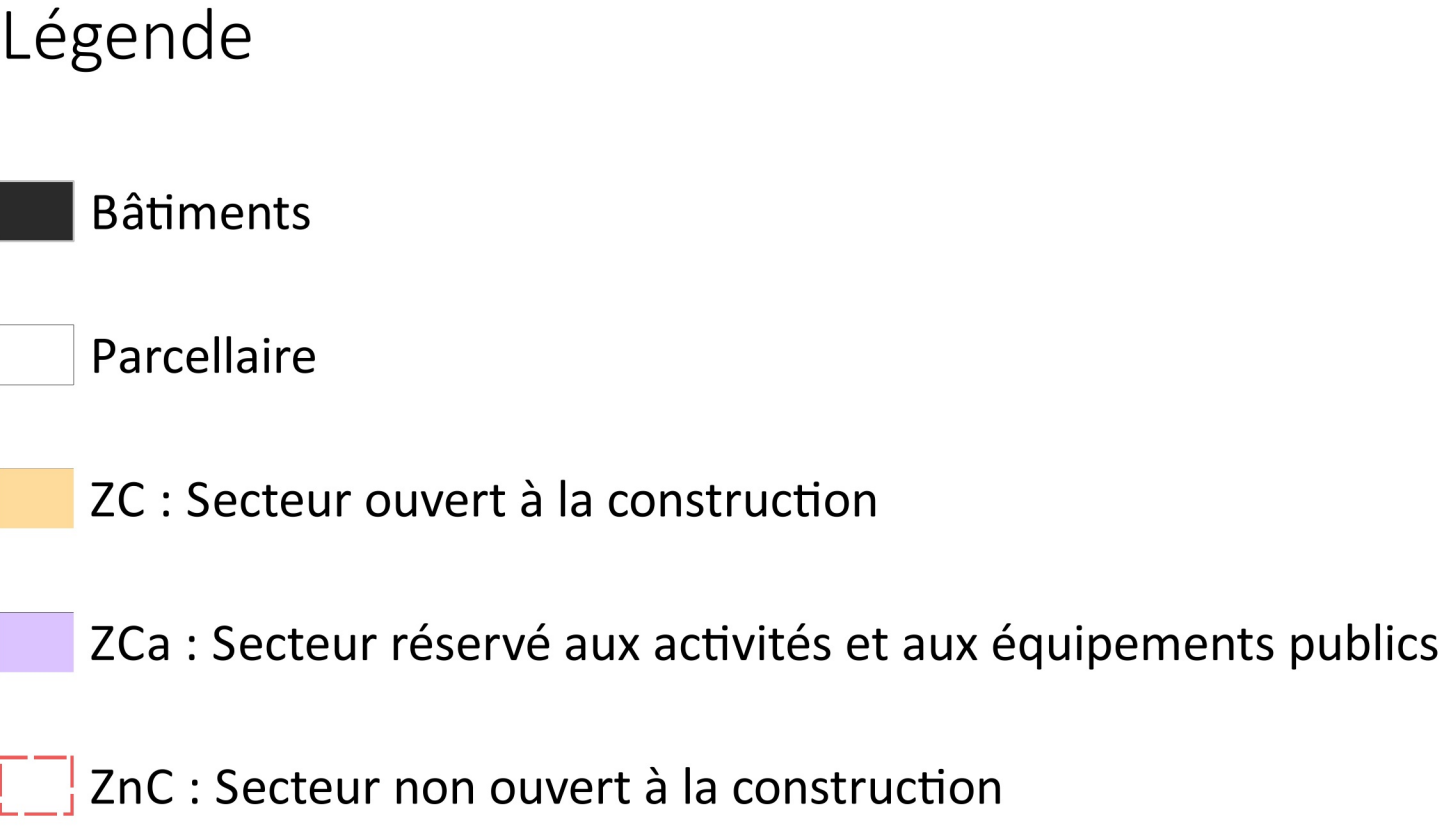 Légende
Bâtiments
Parcellaire
ZC : Secteur ouvert à la construction
ZCa : Secteur réservé aux activités et aux équipements publics
ZnC : Secteur non ouvert à la construction